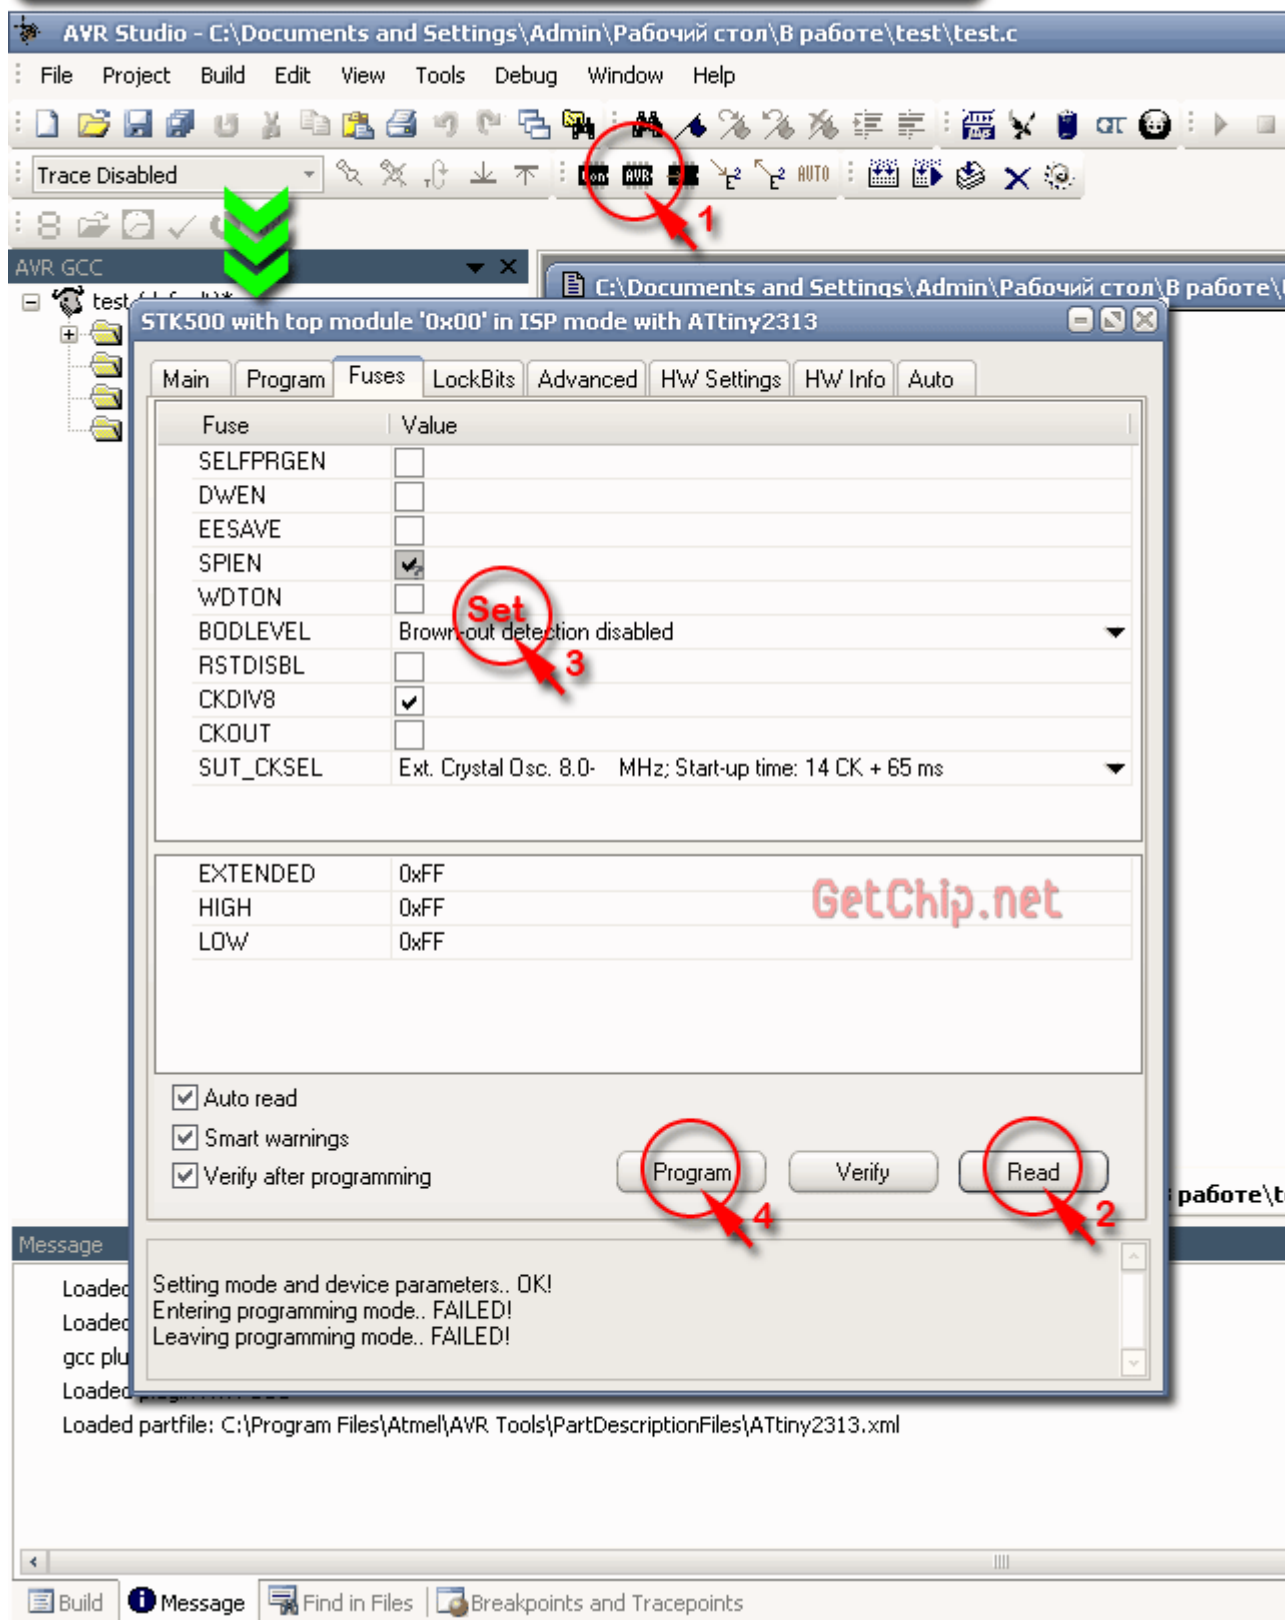 AVR Studio - C:\Documents and Settings\Admin\Рабочий стол\В работе\test\test.c
File Project Build Edit View Tools Debug Window Help
Trace Disabled
AVR
AUTO
1
AVR GCC
C:\Documents and Settings\Admin\Рабочий стол\В работе\t
test
STK500 with top module '0x00' in ISP mode with ATtiny2313
Main Program Fuses LockBits Advanced HW Settings HW Info Auto
Fuse Value
SELFPRGEN
DWEN
EESAVE
SPIEN
WDTON
Set
BODLEVEL Brown-out detection disabled
3
RSTDISBL
CKDIV8
CKOUT
SUT_CKSEL Ext. Crystal Osc. 8.0- MHz; Start-up time: 14 CK + 65 ms
EXTENDED 0xFF
GetChip.net
HIGH 0xFF
LOW 0xFF
Auto read
Smart warnings
Verify after programming
Program Verify Read
4
2
работе\t
Message
Setting mode and device parameters.. OK!
Entering programming mode.. FAILED!
Leaving programming mode.. FAILED!
Loaded
Loaded
gcc plu
Loaded
Loaded partfile: C:\Program Files\Atmel\AVR Tools\PartDescriptionFiles\ATtiny2313.xml
Build Message Find in Files Breakpoints and Tracepoints